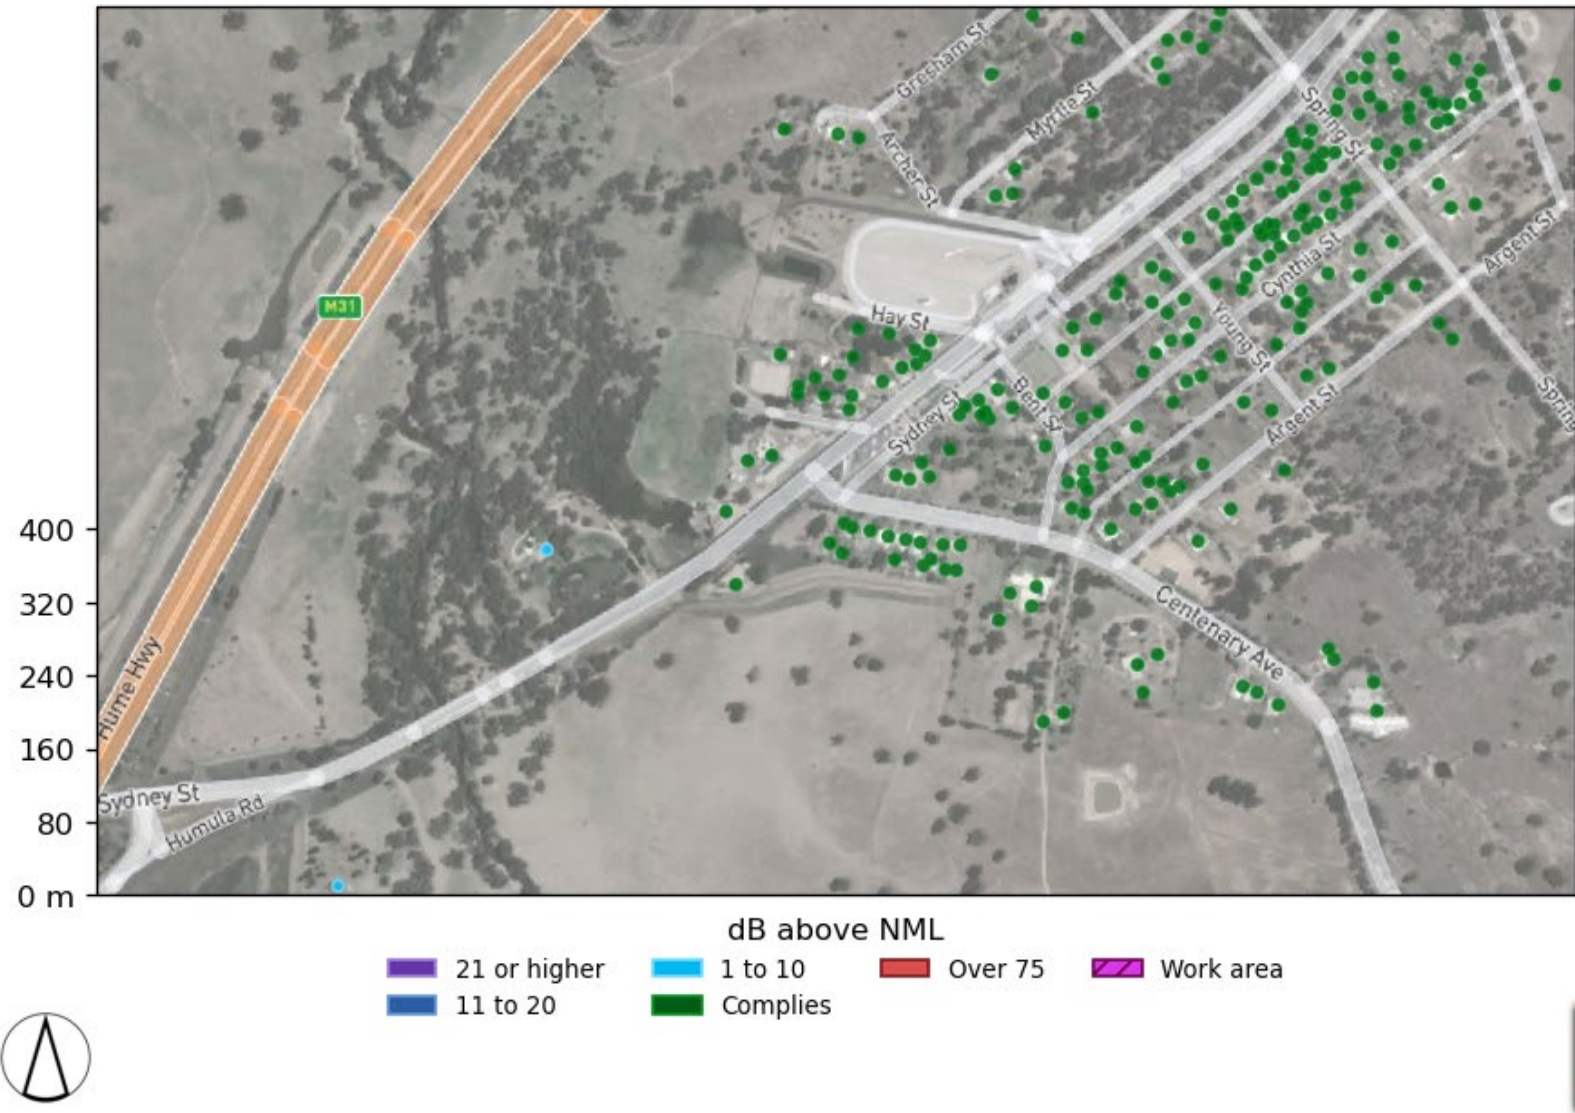 Gresham St
Myrtle St
Spring St
Archer St
Argent St
Cynthia St
M31
Hay St
Young St
Bent St
Spring
Sydney St
Argent St
400
320
Centenary Ave
240
Hume Hwy
160
Sydney St
80
Humula Rd
0 m
dB above NML
21 or higher
1 to 10
Over 75
Work area
11 to 20
Complies